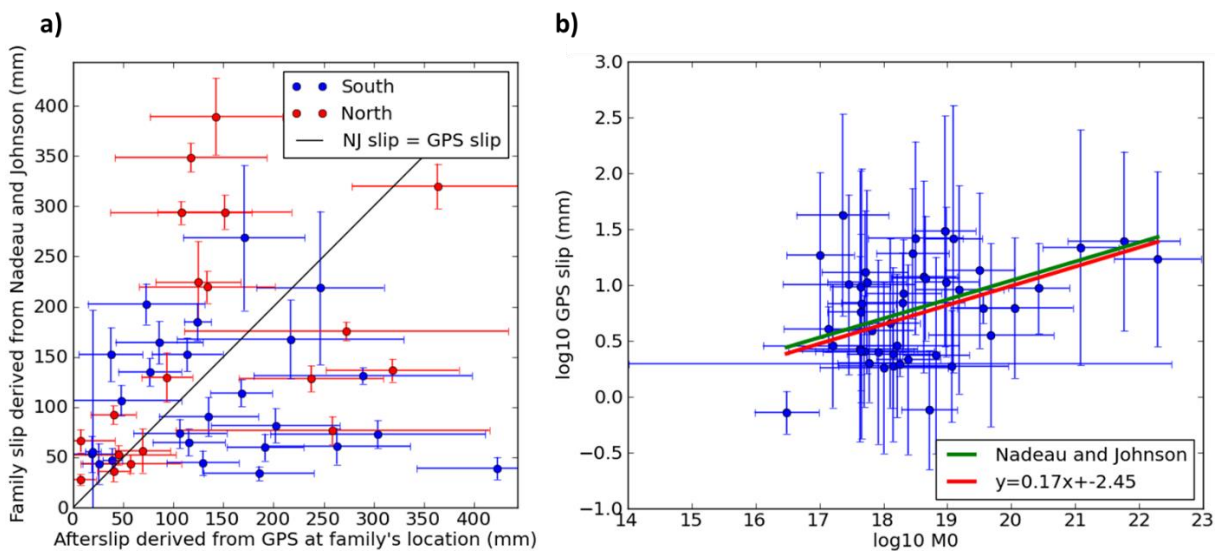 a)
Family slip derived from Nadeau and Johnson (mm)
400
350
300
250
200
150
100
50
0
0 50 100 150 200 250 300 350 400
Afterslip derived from GPS at family's location (mm)
South
North
NJ slip = GPS slip
b)
log10 GPS slip (mm)
3.0
2.5
2.0
1.5
1.0
0.5
0.0
−0.5
−1.0
14 15 16 17 18 19 20 21 22 23
log10 M0
Nadeau and Johnson
y=0.17x+-2.45